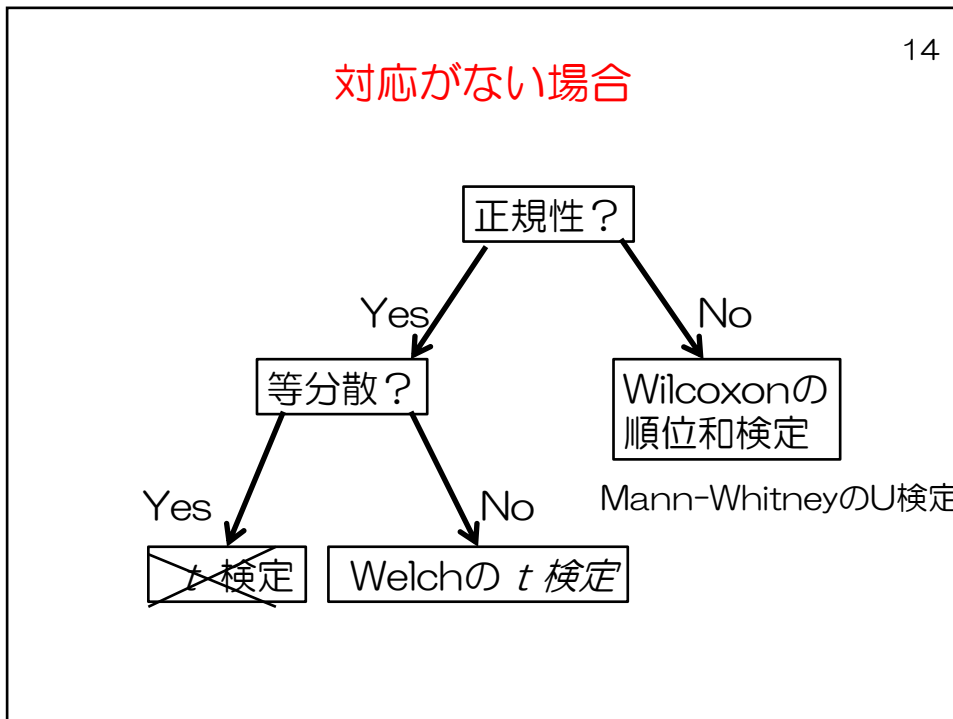 14
対応がない場合
正規性？
Yes
No
等分散？
Wilcoxonの
順位和検定
Mann-WhitneyのU検定
Yes
No
t 検定
Welchの t 検定